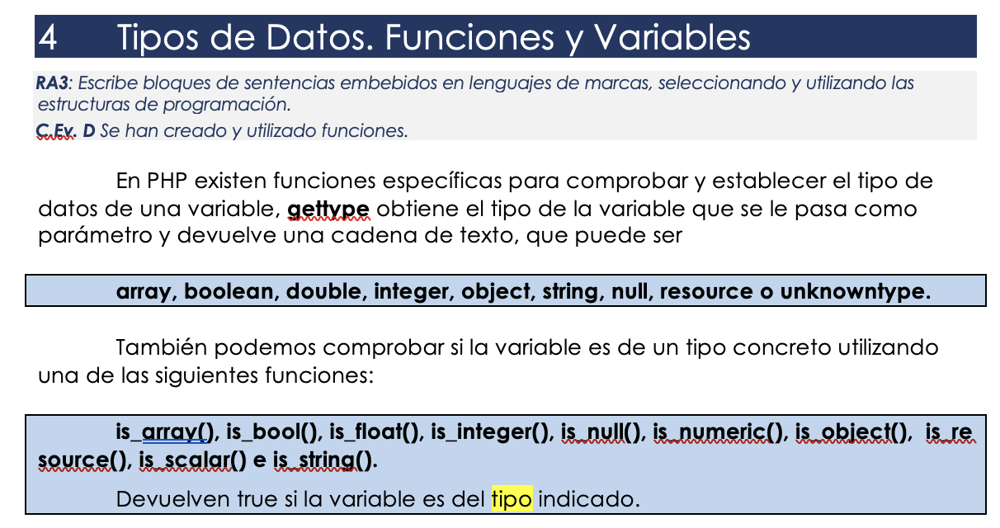 4 Tipos de Datos. Funciones y Variables
RA3: Escribe bloques de sentencias embebidos en lenguajes de marcas, seleccionando y utilizando las
estructuras de programación.
C.Ev. D Se han creado y utilizado funciones.
En PHP existen funciones específicas para comprobar y establecer el tipo de
datos de una variable, gettype obtiene el tipo de la variable que se le pasa como
parámetro y devuelve una cadena de texto, que puede ser
array, boolean, double, integer, object, string, null, resource o unknowntype.
También podemos comprobar si la variable es de un tipo concreto utilizando
una de las siguientes funciones:
is_array(), is_bool(), is_float(), is_integer(), is_null(), is_numeric(), is_object(), is_re
source(), is_scalar() e is_string().
Devuelven true si la variable es del tipo indicado.